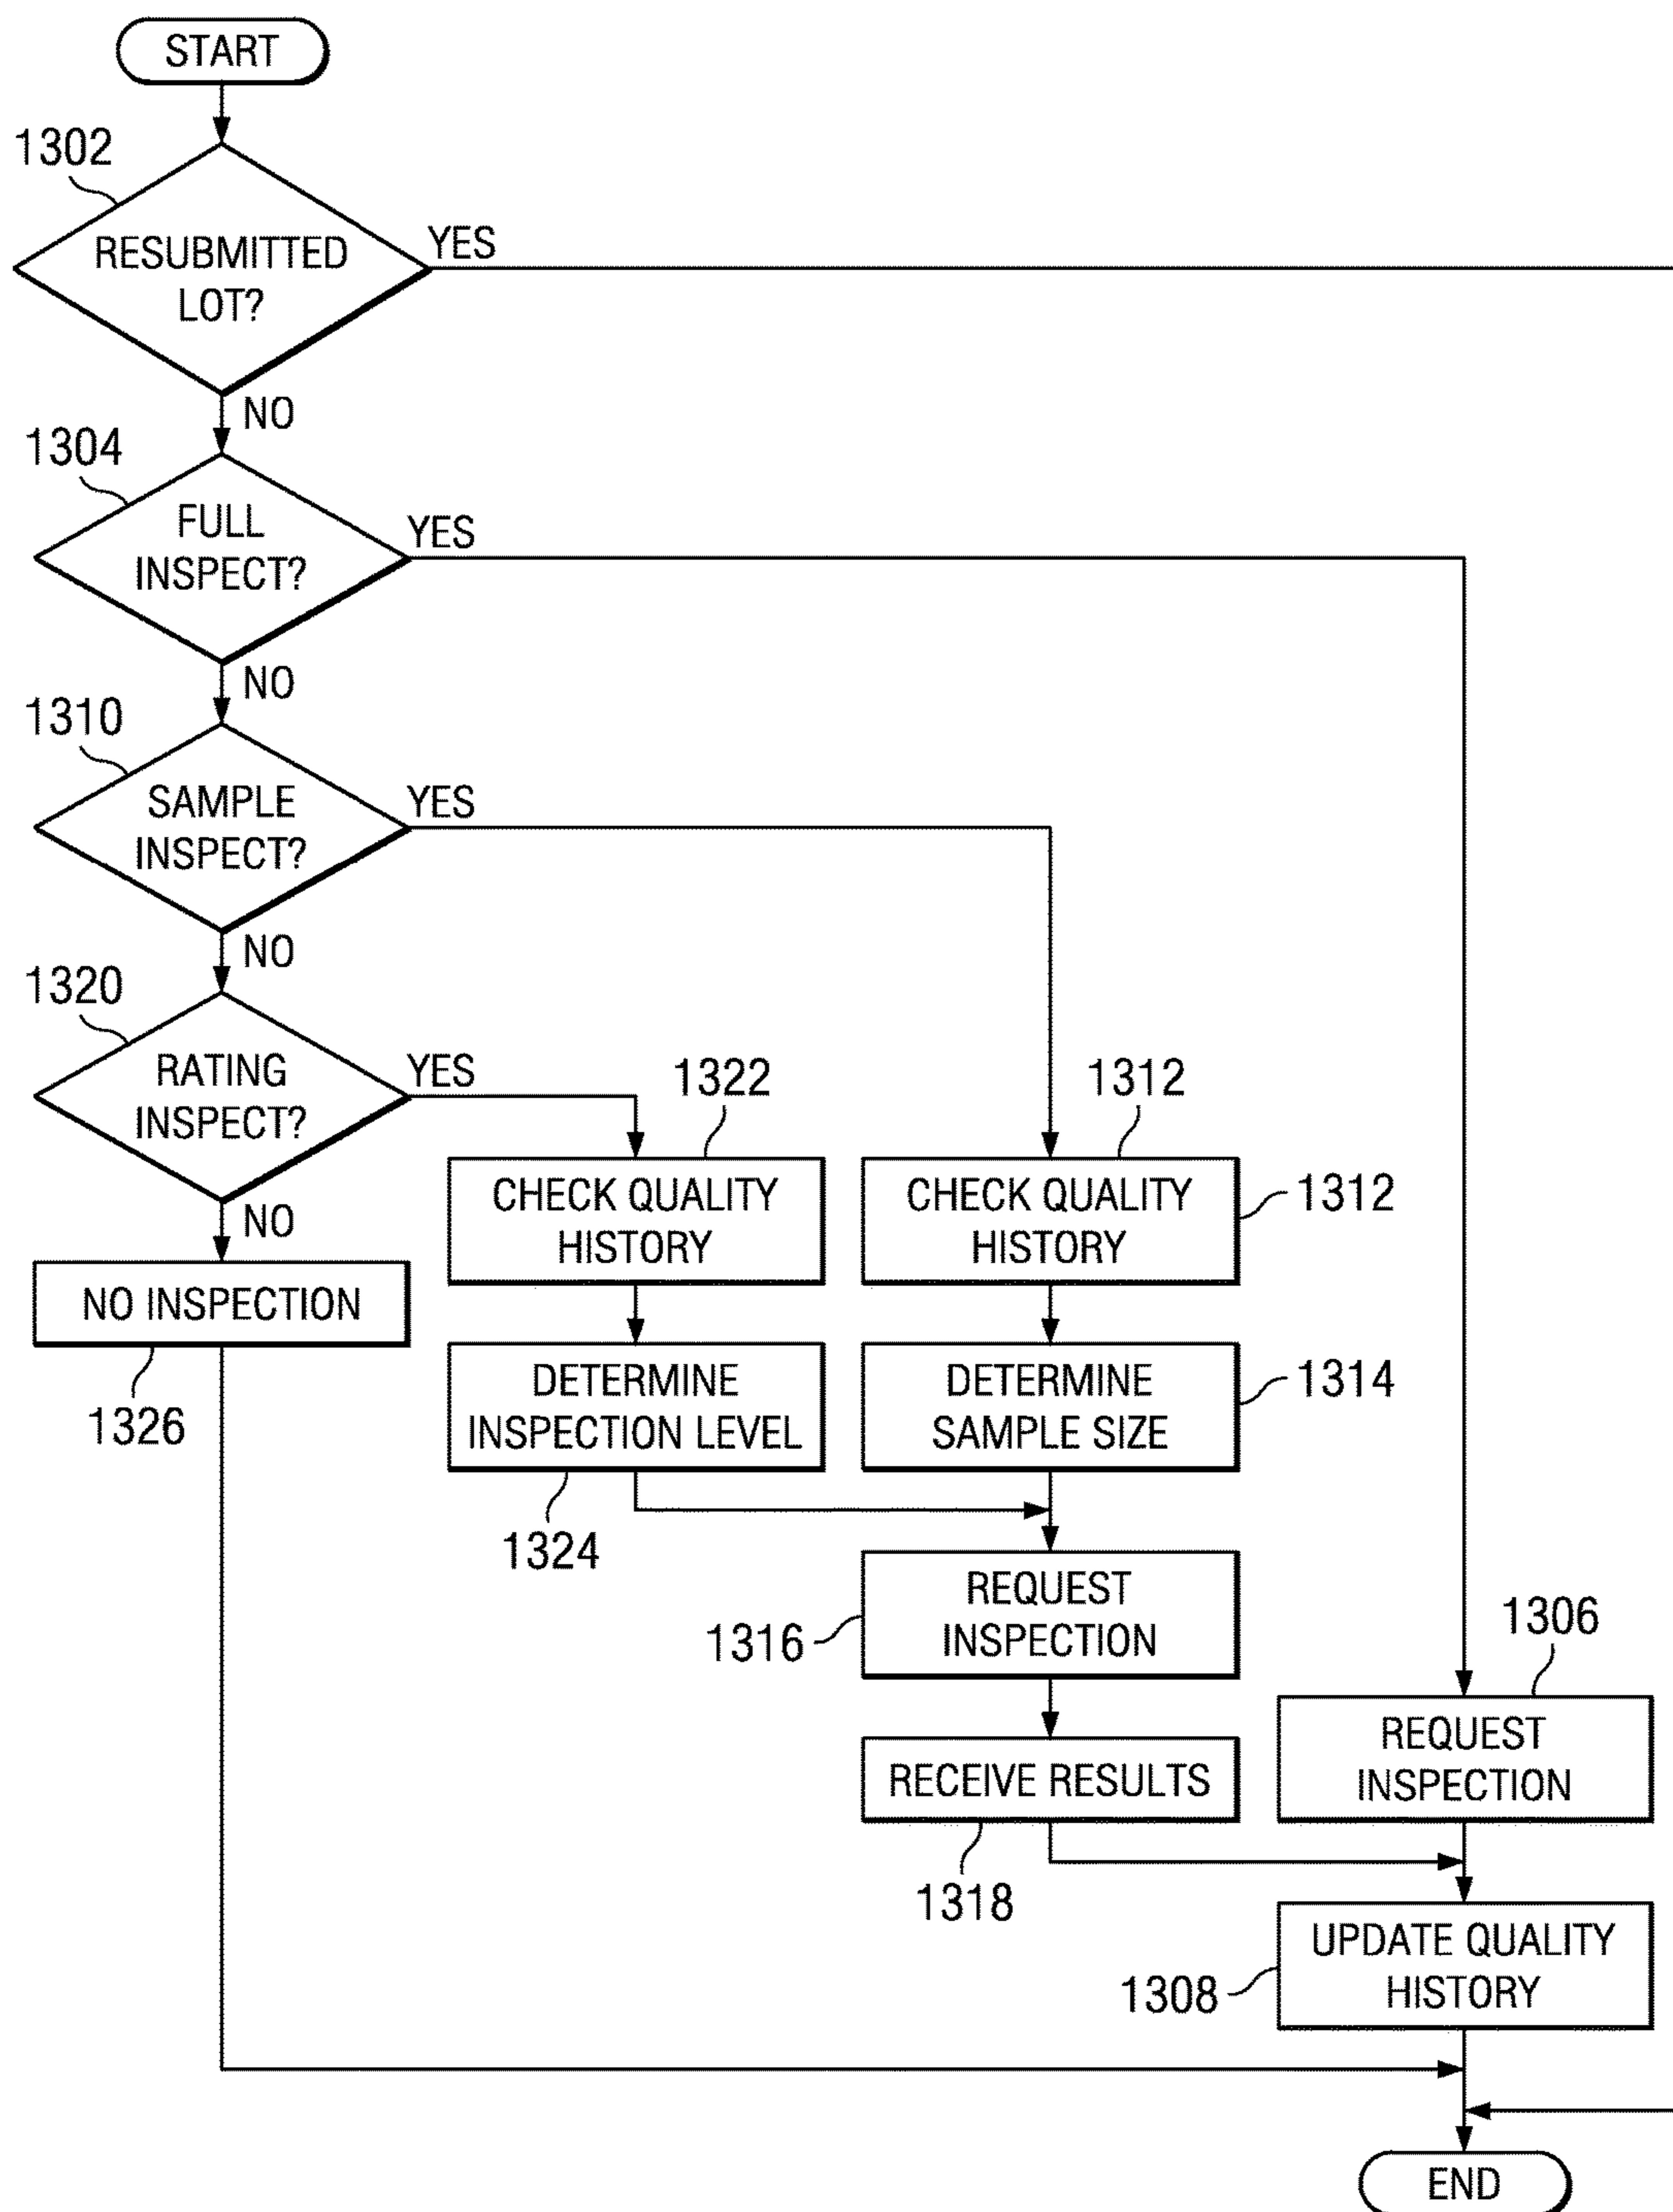 START
1302
RESUBMITTED
LOT?
YES
NO
1304
FULL
INSPECT?
YES
NO
1310
SAMPLE
INSPECT?
YES
NO
1320
RATING
INSPECT?
YES
NO
1322
CHECK QUALITY
HISTORY
1312
CHECK QUALITY
HISTORY
1312
NO INSPECTION
1326
DETERMINE
INSPECTION LEVEL
1324
DETERMINE
SAMPLE SIZE
1314
REQUEST
INSPECTION
1316
RECEIVE RESULTS
1318
1306
REQUEST
INSPECTION
UPDATE QUALITY
HISTORY
1308
END